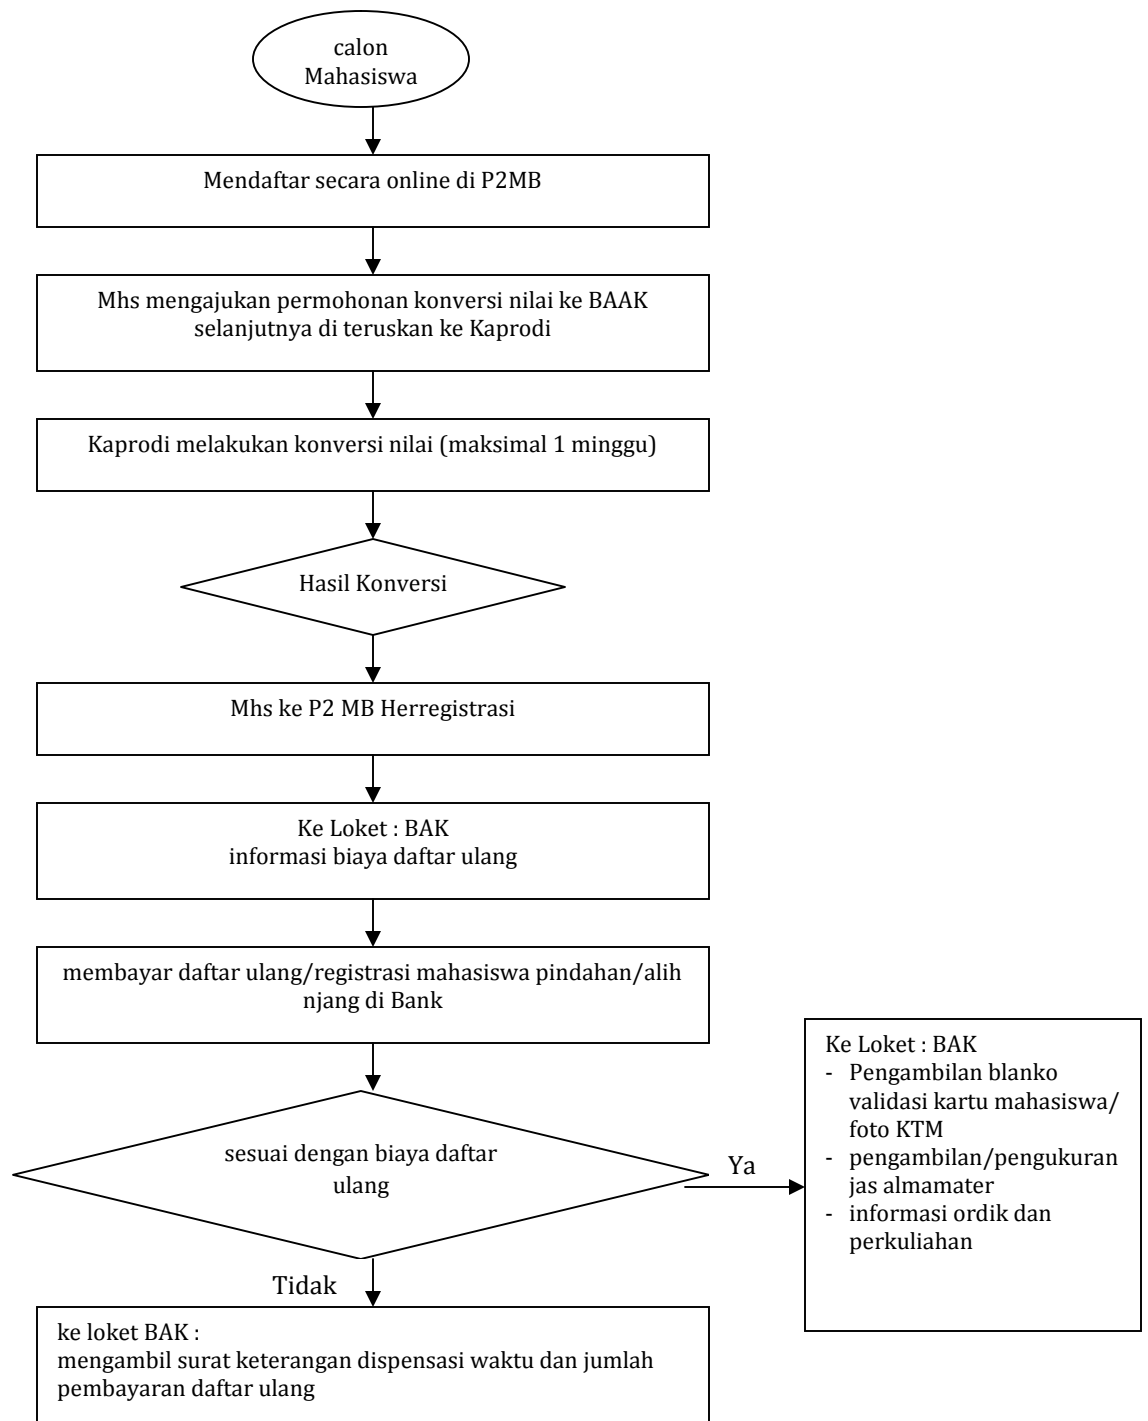 calon
Mahasiswa
Mendaftar secara online di P2MB
Mhs mengajukan permohonan konversi nilai ke BAAK
selanjutnya di teruskan ke Kaprodi
Kaprodi melakukan konversi nilai (maksimal 1 minggu)
Hasil Konversi
Mhs ke P2 MB Herregistrasi
Ke Loket : BAK
informasi biaya daftar ulang
membayar daftar ulang/registrasi mahasiswa pindahan/alih
njang di Bank
sesuai dengan biaya daftar
ulang
Ya
Ke Loket : BAK
- Pengambilan blanko
validasi kartu mahasiswa/
foto KTM
- pengambilan/pengukuran
jas almamater
- informasi ordik dan
perkuliahan
Tidak
ke loket BAK :
mengambil surat keterangan dispensasi waktu dan jumlah
pembayaran daftar ulang